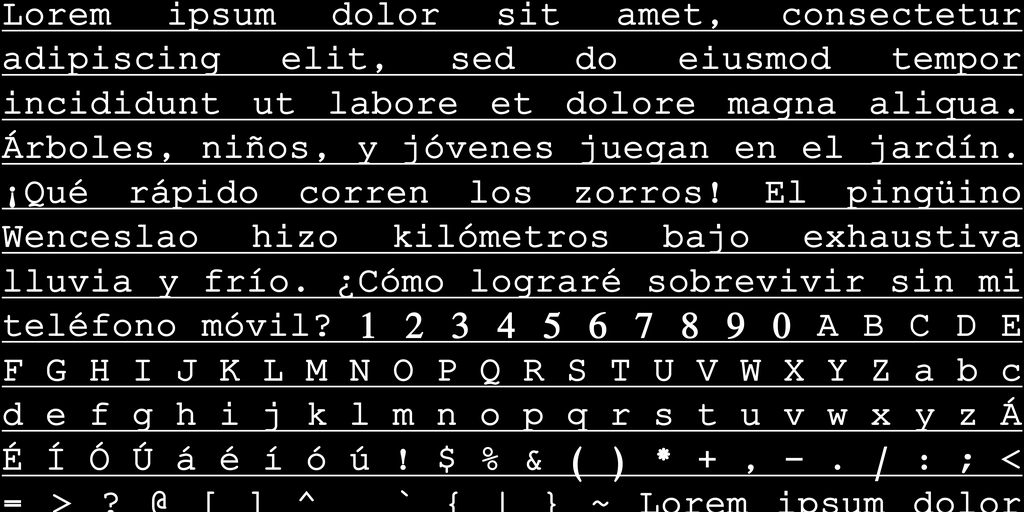 Lorem ipsum dolor sit amet, consectetur
adipiscing elit, sed do eiusmod tempor
incididunt ut labore et dolore magna aliqua.
Árboles, niños, y jóvenes juegan en el jardín.
¡Qué rápido corren los zorros! El pingüino
Wenceslao hizo kilómetros bajo exhaustiva
lluvia y frío. ¿Cómo lograré sobrevivir sin mi
teléfono móvil? 1 2 3 4 5 6 7 8 9 0 A B C D E
F G H I J K L M N O P Q R S T U V W X Y Z a b c
d e f g h i j k l m n o p q r s t u v w x y z Á
É Í Ó Ú á é í ó ú ! $ % & ( ) * + , - . / : ; <
= > ? @ [ ] ^ _ ` { | } ~ Lorem ipsum dolor